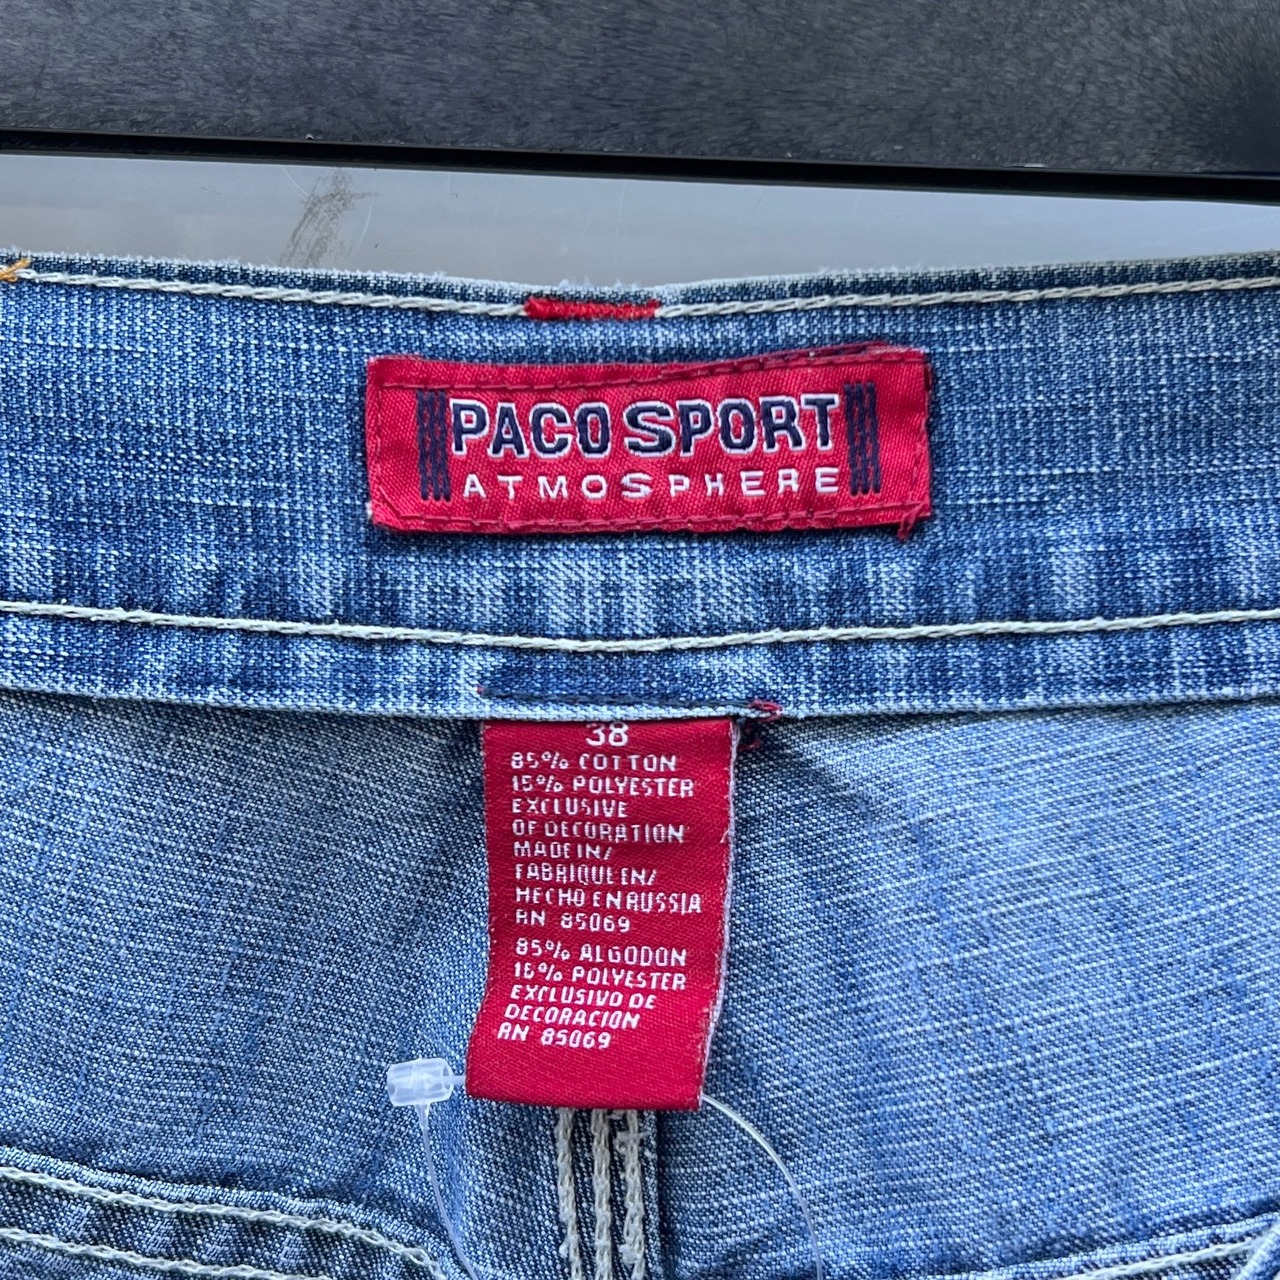 PACO SPORT
ATMOSPHERE
38
85% COTTON
15% POLYESTER
EXCLUSIVE
OF DECORATION
MADE IN/
FABRIQUE EN/
HECHO EN RUSSIA
RN 85069
85% ALGODON
15% POLYESTER
EXCLUSIVO DE
DECORACION
RN 85069